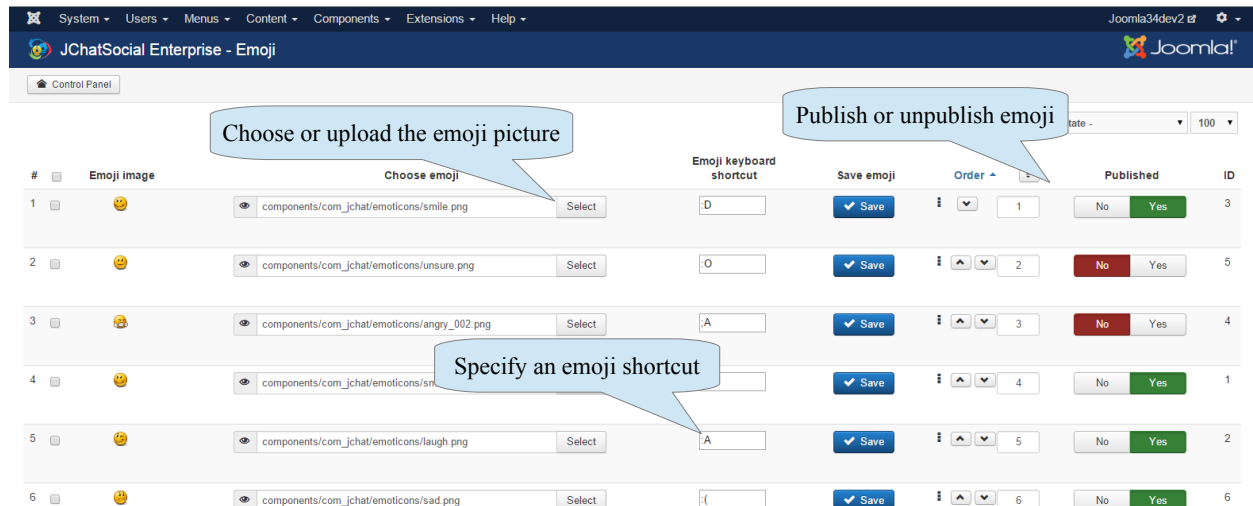 System Users Menus Content Components Extensions Help Joomla34dev2
JChatSocial Enterprise - Emoji Joomla!
Control Panel
Choose or upload the emoji picture
Publish or unpublish emoji
tate - 100
# Emoji image Choose emoji Emoji keyboard shortcut Save emoji Order Published ID
1 components/com_jchat/emoticons/smile.png Select :D Save 1 No Yes 3
2 components/com_jchat/emoticons/unsure.png Select :O Save 2 No Yes 5
3 components/com_jchat/emoticons/angry_002.png Select ;A Save 3 No Yes 4
Specify an emoji shortcut
4 Save 4 No Yes 1
5 components/com_jchat/emoticons/laugh.png Select :A Save 5 No Yes 2
6 components/com_jchat/emoticons/sad.png Select :( Save 6 No Yes 6